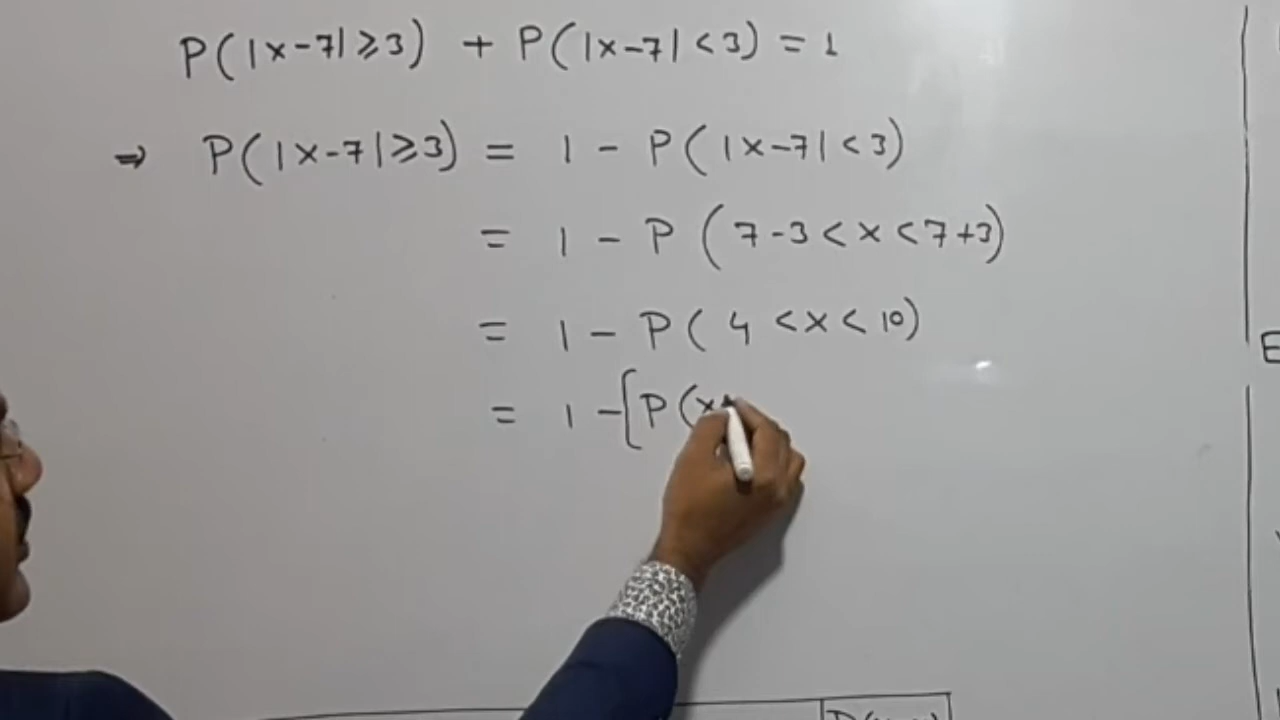 P(|x-7|≥3) + P(|x-7|<3) = 1
⇒ P(|x-7|≥3) = 1 - P(|x-7|<3)
= 1 - P(7-3<x<7+3)
= 1 - P(4<x<10)
= 1 - [P(x
E